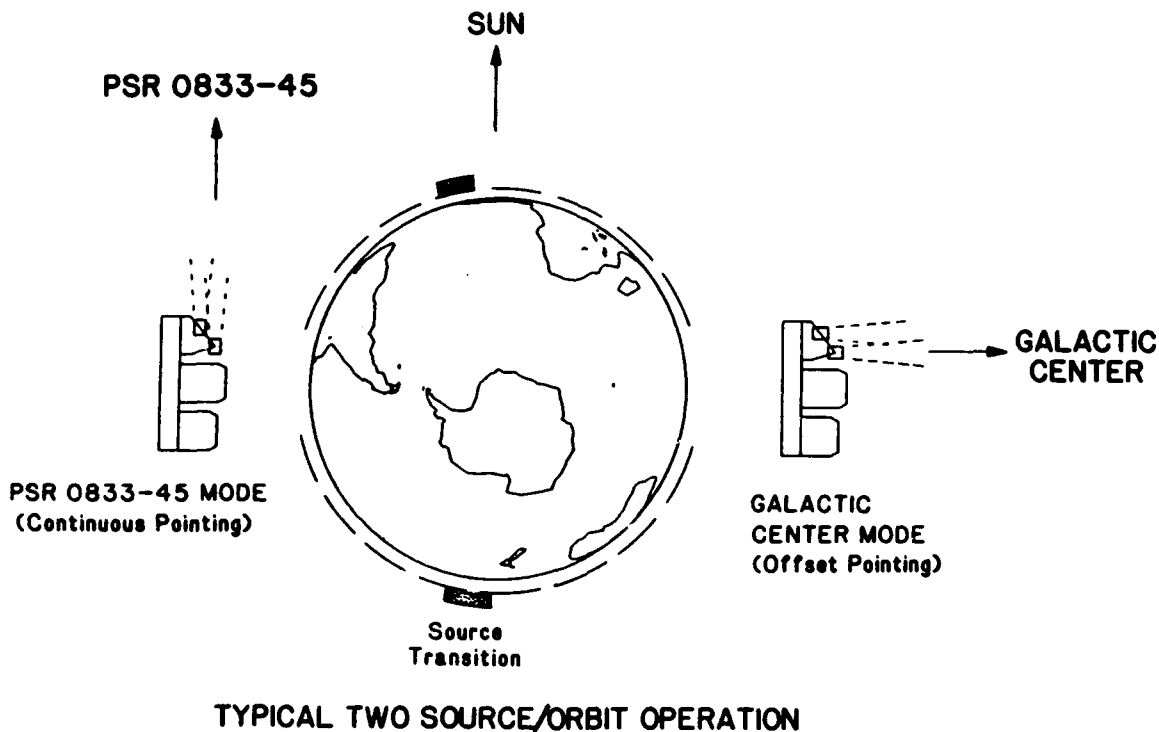 SUN
PSR 0833-45
GALACTIC
CENTER
PSR 0833-45 MODE
(Continuous Pointing)
GALACTIC
CENTER MODE
(Offset Pointing)
Source
Transition
TYPICAL TWO SOURCE/ORBIT OPERATION